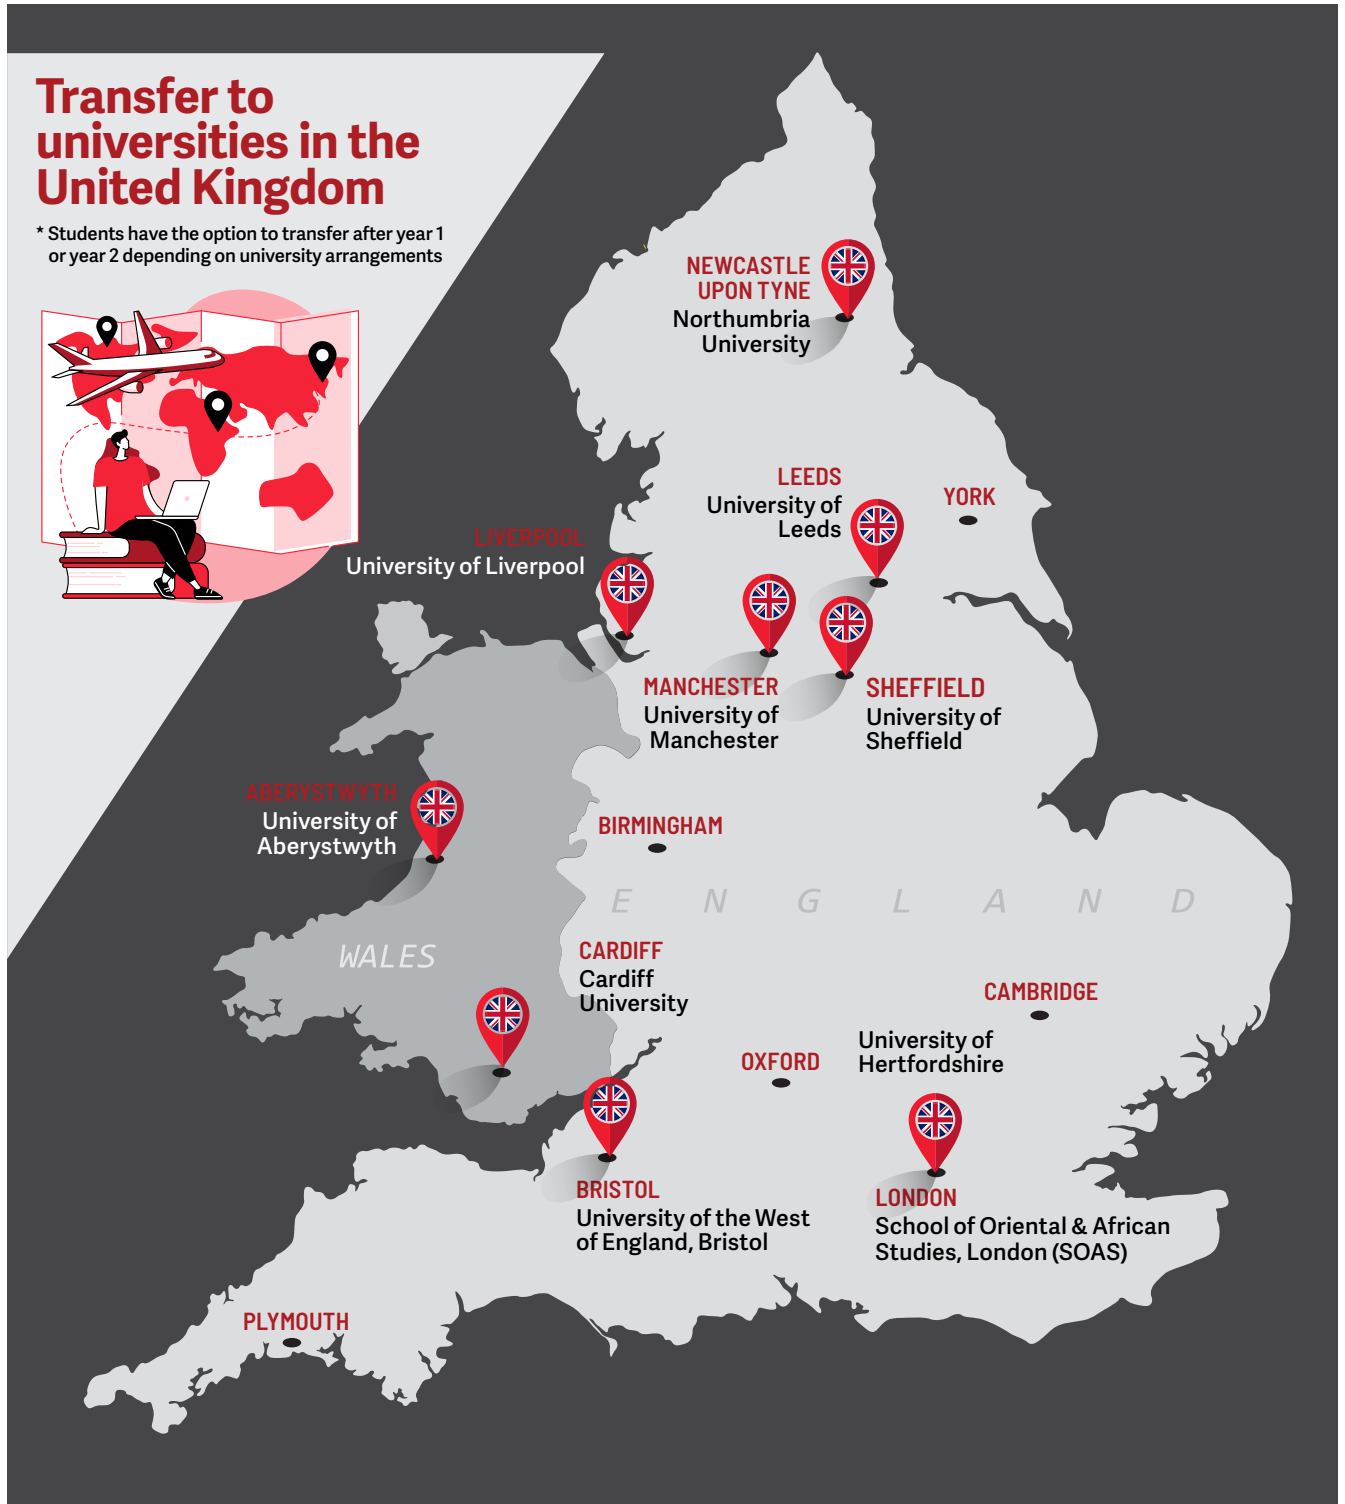 Transfer to
universities in the
United Kingdom
* Students have the option to transfer after year 1
or year 2 depending on university arrangements
NEWCASTLE
UPON TYNE
Northumbria
University
LEEDS
University of
Leeds
YORK
LIVERPOOL
University of Liverpool
MANCHESTER
University of
Manchester
SHEFFIELD
University of
Sheffield
ABERYSTWYTH
University of
Aberystwyth
BIRMINGHAM
ENGLAND
WALES
CARDIFF
Cardiff
University
CAMBRIDGE
University of
Hertfordshire
OXFORD
BRISTOL
University of the West
of England, Bristol
LONDON
School of Oriental & African
Studies, London (SOAS)
PLYMOUTH